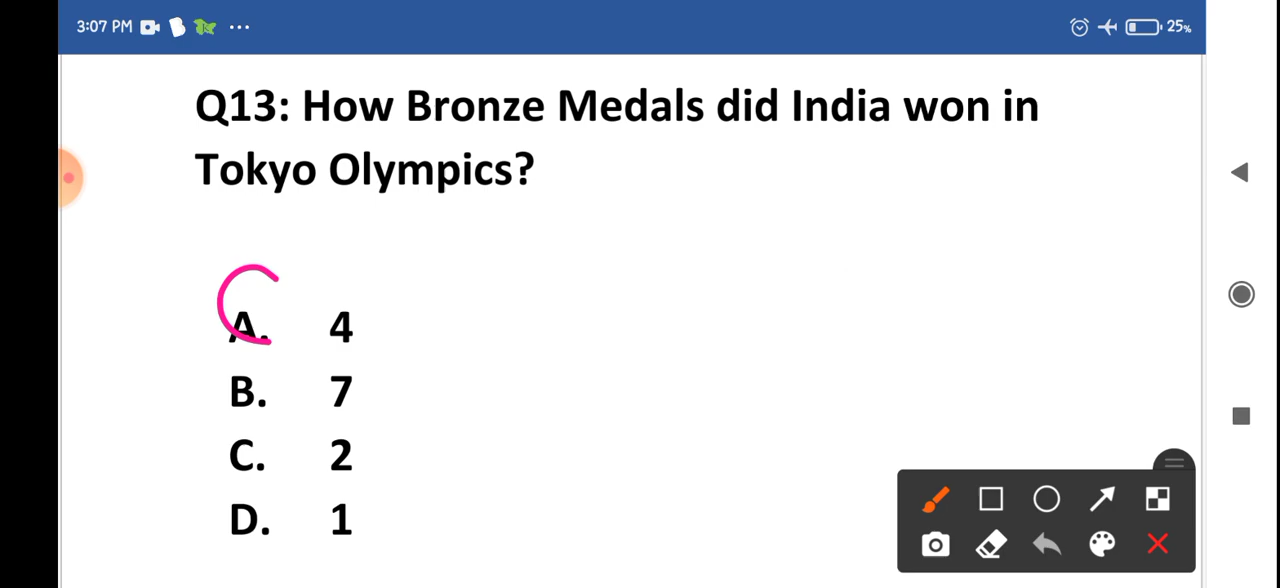 3:07 PM 25%
Q13: How Bronze Medals did India won in
Tokyo Olympics?
A. 4
B. 7
C. 2
D. 1